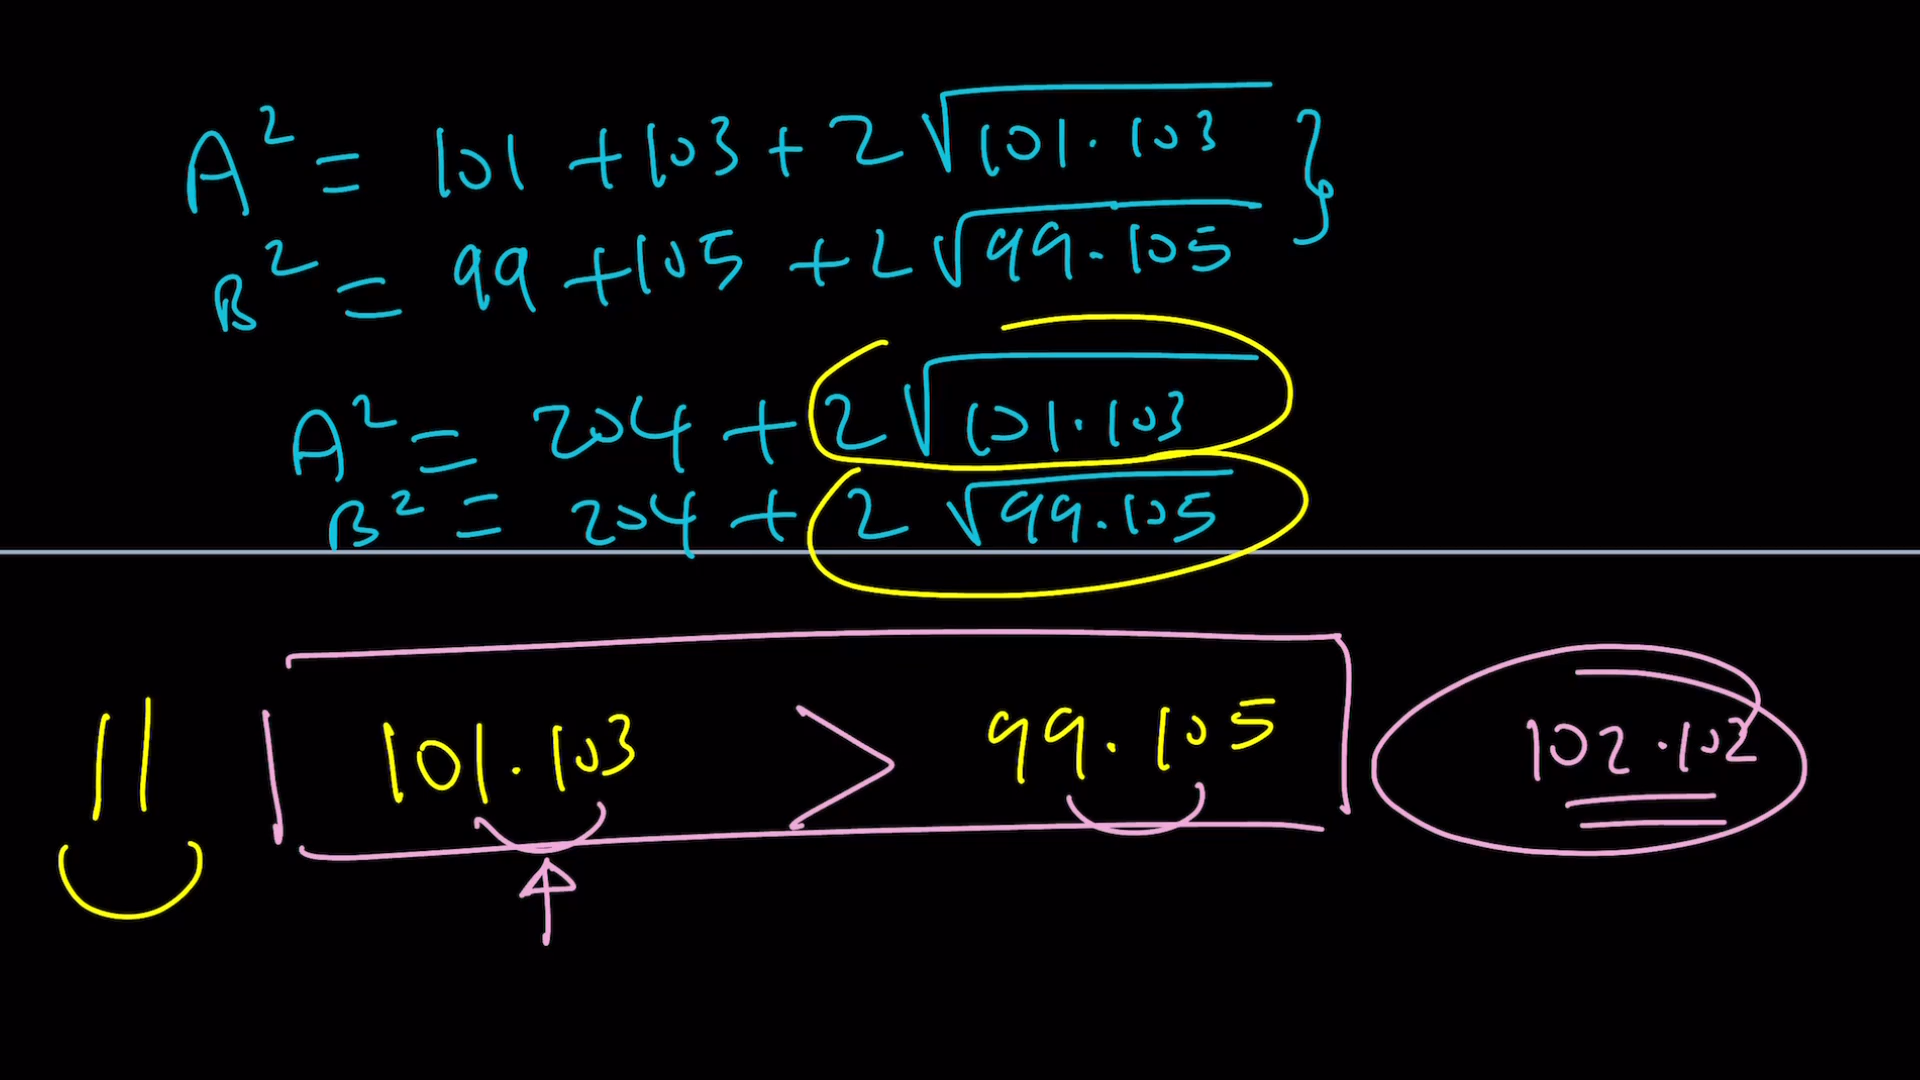 A² = 101 + 103 + 2√101·103 }
B² = 99 + 105 + 2√99·105
A² = 204 + 2√101·103
B² = 204 + 2√99·105
101·103 > 99·105 102·102